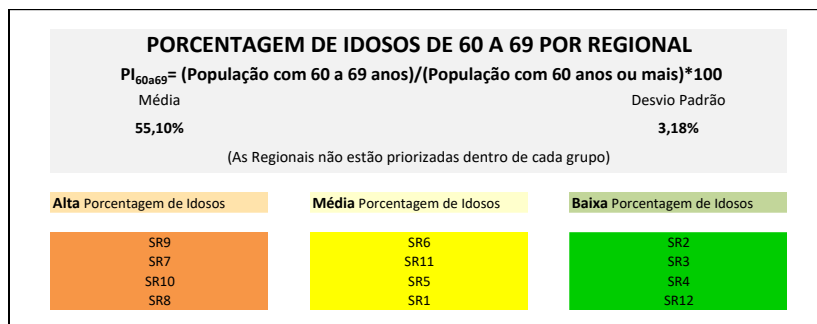 PORCENTAGEM DE IDOSOS DE 60 A 69 POR REGIONAL
PI60a69= (População com 60 a 69 anos)/(População com 60 anos ou mais)*100
Média Desvio Padrão
55,10% 3,18%
(As Regionais não estão priorizadas dentro de cada grupo)
Alta Porcentagem de Idosos Média Porcentagem de Idosos Baixa Porcentagem de Idosos
SR9 SR6 SR2
SR7 SR11 SR3
SR10 SR5 SR4
SR8 SR1 SR12